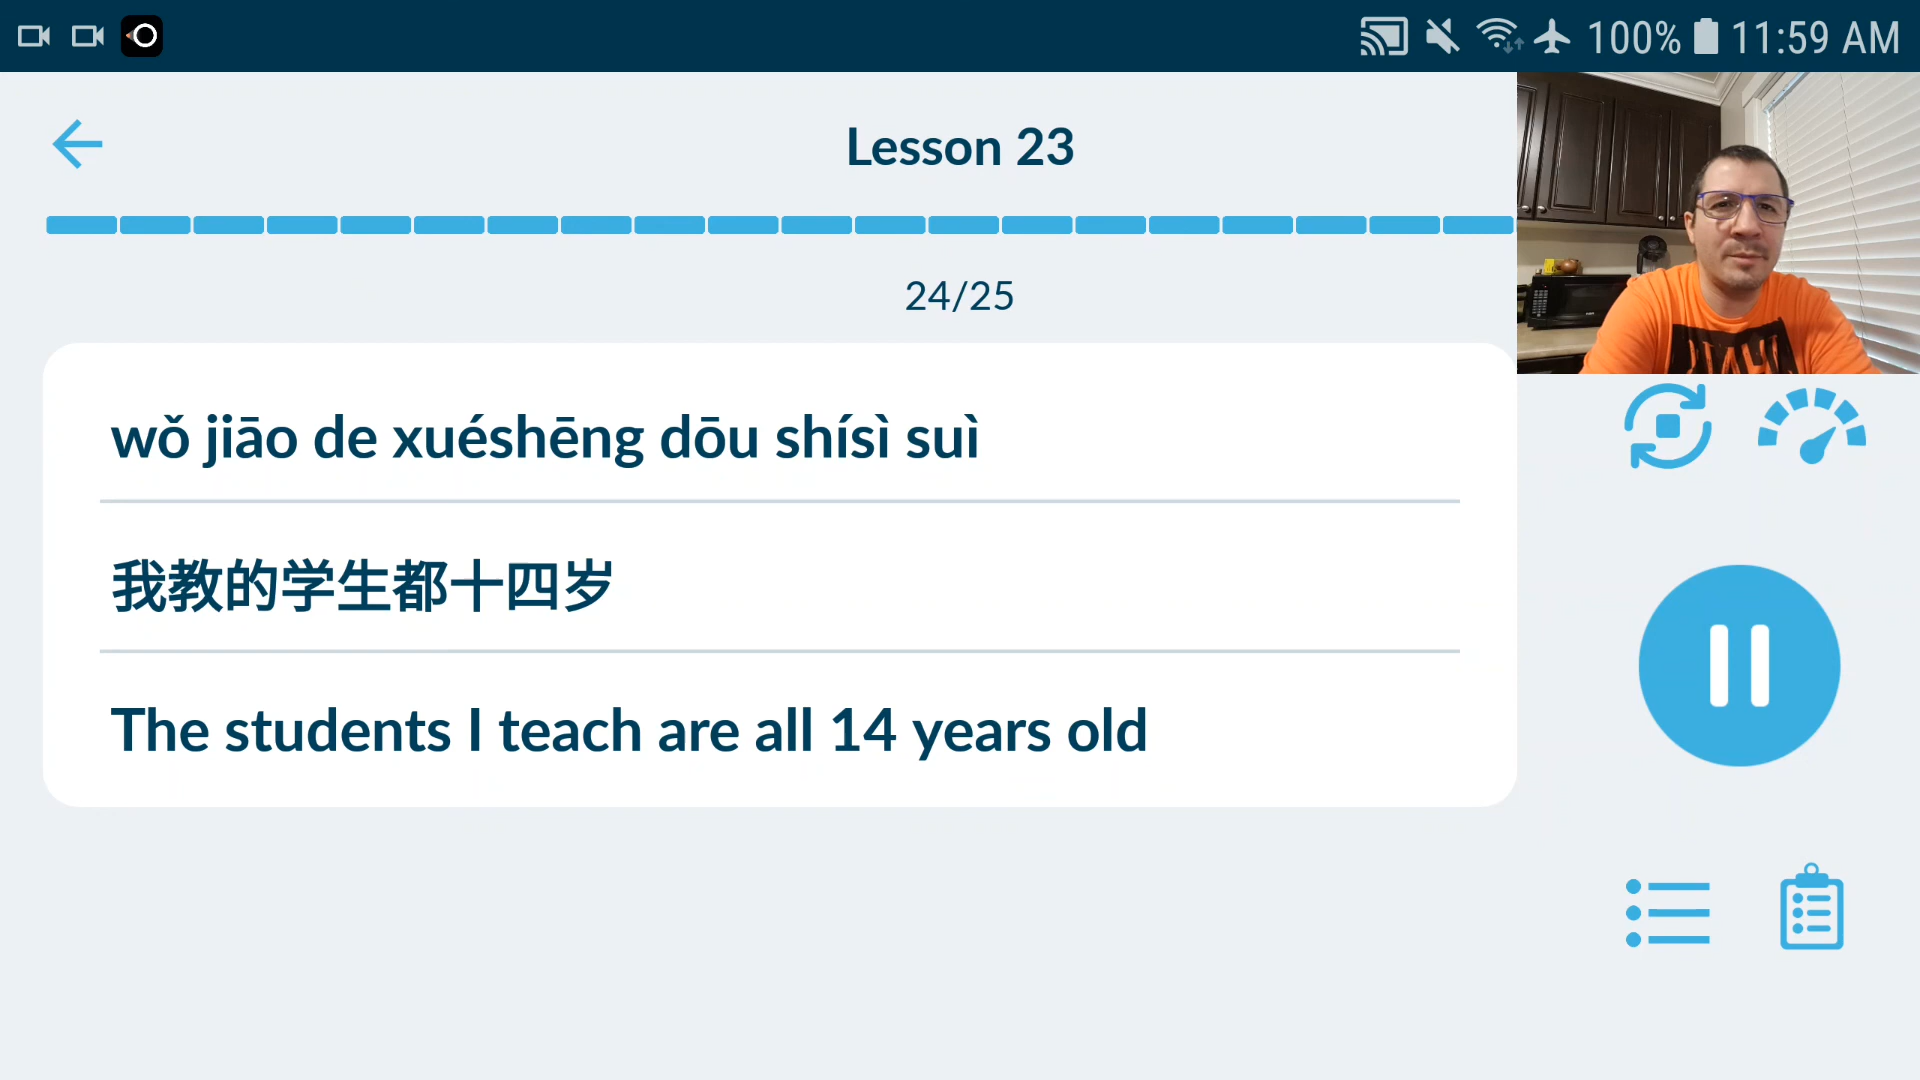 100% 11:59 AM
Lesson 23
24/25
wǒ jiāo de xuéshēng dōu shísì suì
我教的学生都十四岁
The students I teach are all 14 years old